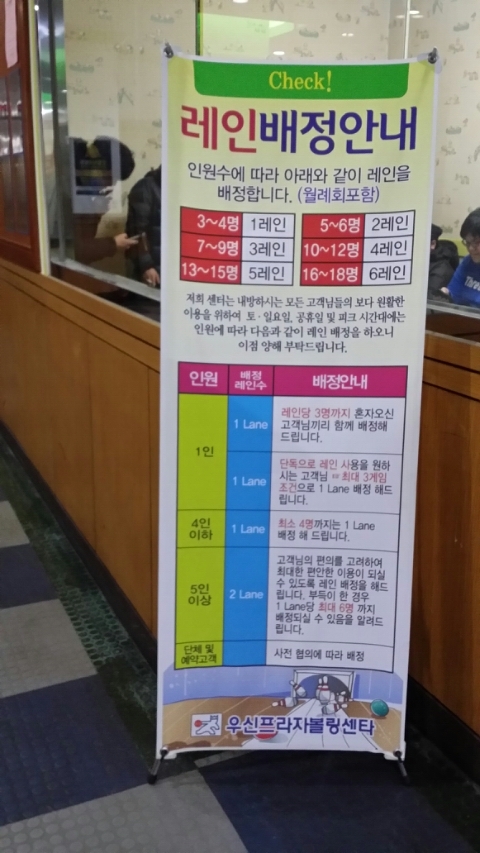 Check!
레인배정안내
인원수에 따라 아래와 같이 레인을
배정합니다. (월례회포함)
3~4명 1레인 5~6명 2레인
7~9명 3레인 10~12명 4레인
13~15명 5레인 16~18명 6레인
저희 센타는 내방하시는 모든 고객님들의 보다 원활한
이용을 위하여 토·일요일, 공휴일 및 피크 시간대에는
인원에 따라 다음과 같이 레인 배정을 하오니
이점 양해 부탁드립니다.
인원 배정 레인수 배정안내
1인
1 Lane
레인당 3명까지 혼자오신
고객님끼리 함께 배정해
드립니다.
1 Lane
단독으로 레인 사용을 원하
시는 고객님 ⇨ 최대 3게임
조건으로 1 Lane 배정 해드
립니다.
4인
이하
1 Lane
최소 4명까지는 1 Lane
배정 해 드립니다.
5인
이상
2 Lane
고객님의 편의를 고려하여
최대한 편안한 이용이 되실
수 있도록 레인 배정을 해드
립니다. 부득이 한 경우
1 Lane당 최대 6명 까지
배정되실 수 있음을 알려드
립니다.
단체 및
예약고객
사전 협의에 따라 배정
우신프라자볼링센타